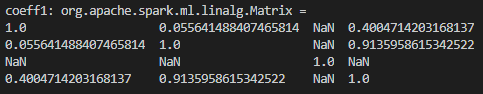 coeff1: org.apache.spark.ml.linalg.Matrix =
1.0                   0.055641488407465814  NaN  0.4004714203168137
0.055641488407465814  1.0                   NaN  0.9135958615342522
NaN                   NaN                   1.0  NaN
0.4004714203168137    0.9135958615342522    NaN  1.0